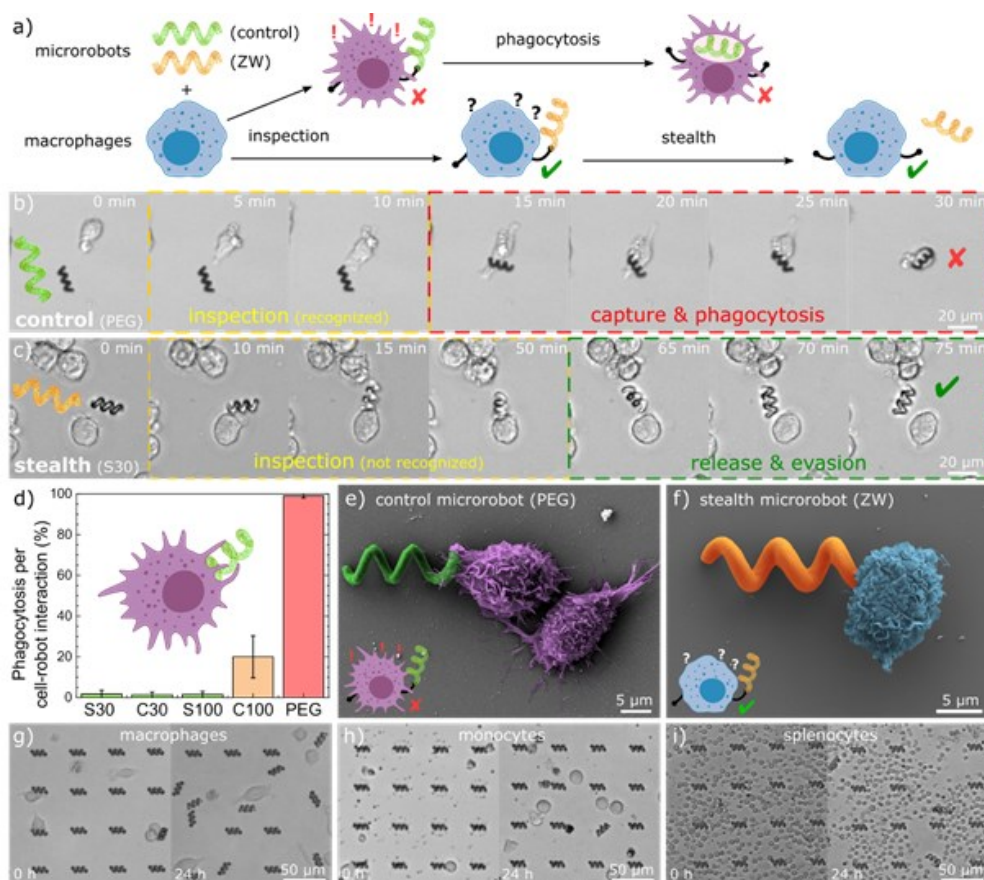 a)
microrobots
(control)
(ZW)
+
macrophages
! ! !
✘
phagocytosis
✘
inspection
? ? ?
✔
stealth
✔
b)
0 min
5 min
10 min
15 min
20 min
25 min
30 min
control (PEG)
inspection (recognized)
capture & phagocytosis
✘
20 µm
c)
0 min
10 min
15 min
50 min
65 min
70 min
75 min
stealth (S30)
inspection (not recognized)
release & evasion
✔
20 µm
d)
Phagocytosis per
cell-robot interaction (%)
100
80
60
40
20
0
S30 C30 S100 C100 PEG
e) control microrobot (PEG)
! ! !
✘
5 µm
f) stealth microrobot (ZW)
? ? ?
✔
5 µm
g) macrophages
0 h
24 h
50 µm
h) monocytes
0 h
24 h
50 µm
i) splenocytes
0 h
24 h
50 µm